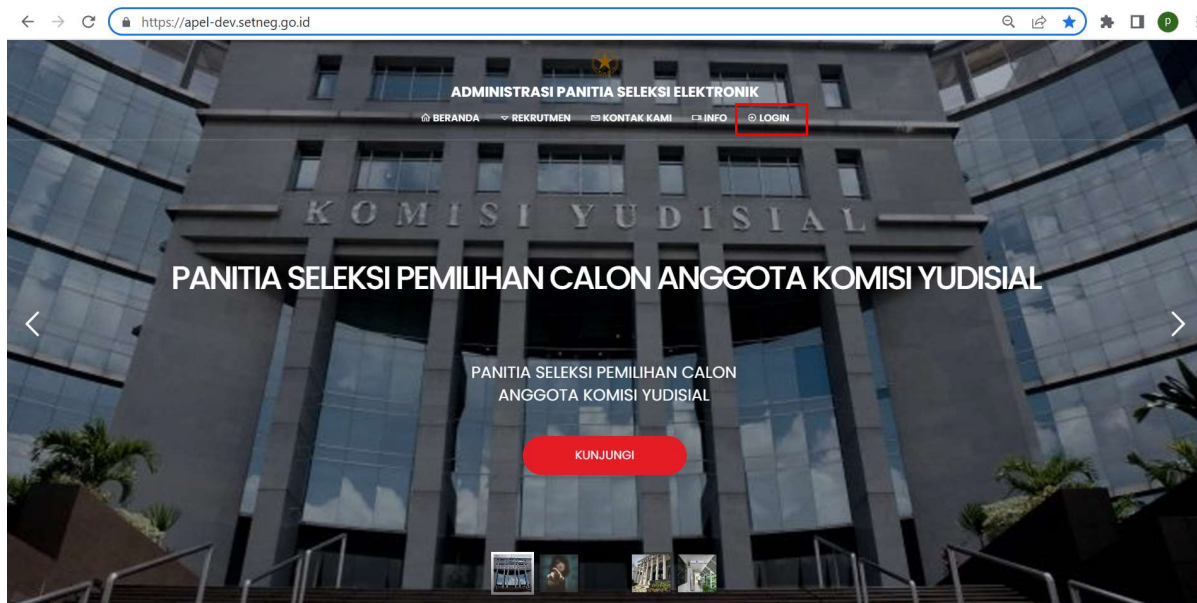 https://apel-dev.setneg.go.id
P
ADMINISTRASI PANITIA SELEKSI ELEKTRONIK
BERANDA REKRUTMEN KONTAK KAMI INFO LOGIN
KOMISI YUDISIAL
PANITIA SELEKSI PEMILIHAN CALON ANGGOTA KOMISI YUDISIAL
PANITIA SELEKSI PEMILIHAN CALON
ANGGOTA KOMISI YUDISIAL
KUNJUNGI